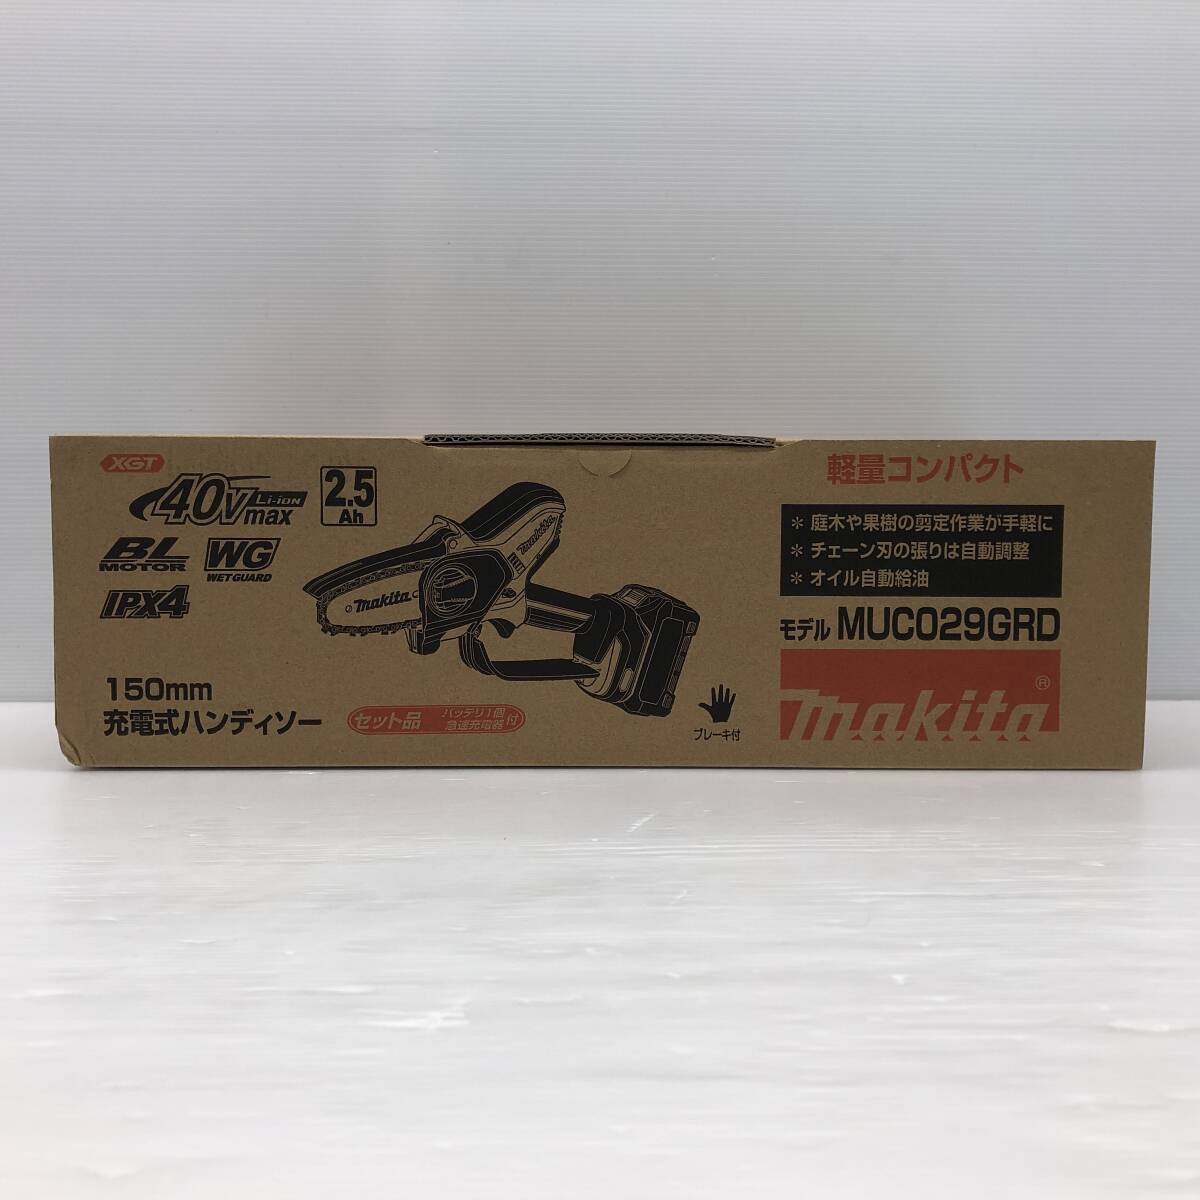 XGT
40Vmax Li-ion
2.5 Ah
BL MOTOR
WG WET GUARD
IPX4
150mm
充電式ハンディソー
セット品 バッテリ1個 急速充電器 付
makita
makita
ブレーキ付
軽量コンパクト
＊ 庭木や果樹の剪定作業が手軽に
＊ チェーン刃の張りは自動調整
＊ オイル自動給油
モデル MUC029GRD
makita®